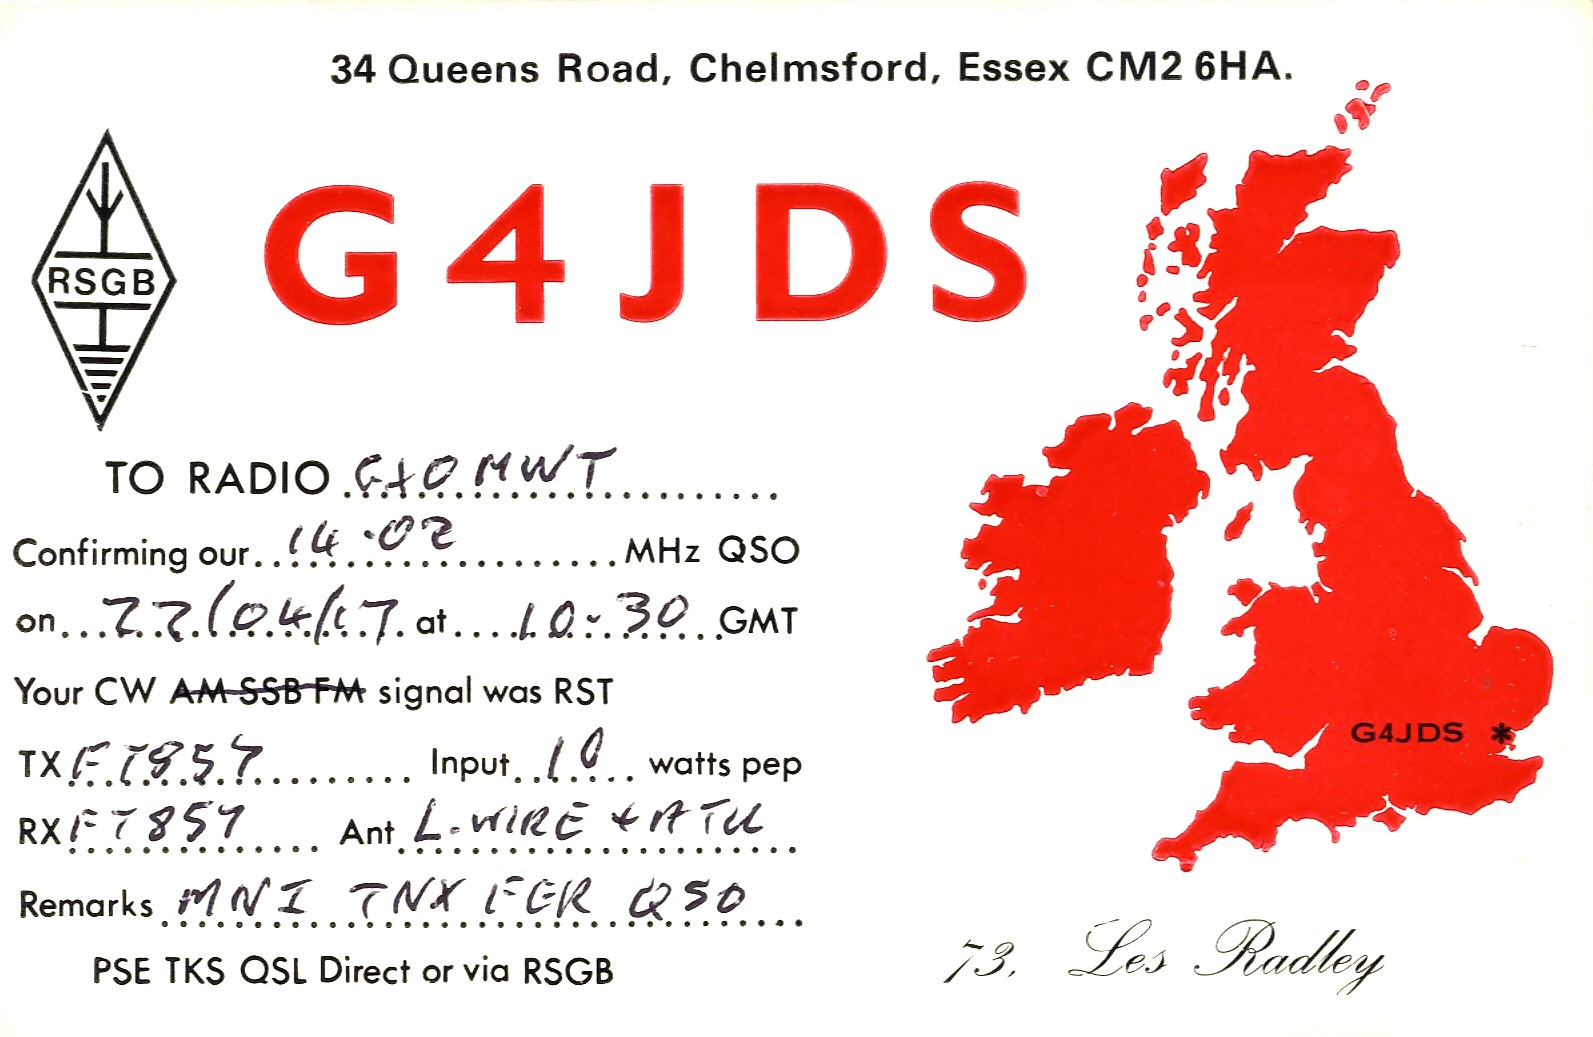 34 Queens Road, Chelmsford, Essex CM2 6HA.
RSGB
G4JDS
TO RADIO GX0MWT
Confirming our 14.02 MHz QSO
on 22/04/17 at 10-30 GMT
Your CW AM SSB FM signal was RST
TX FT857 Input 10 watts pep
RX FT857 Ant L.WIRE + ATU
Remarks MNI TNX FER QSO
PSE TKS QSL Direct or via RSGB
G4JDS *
73, Les Radley